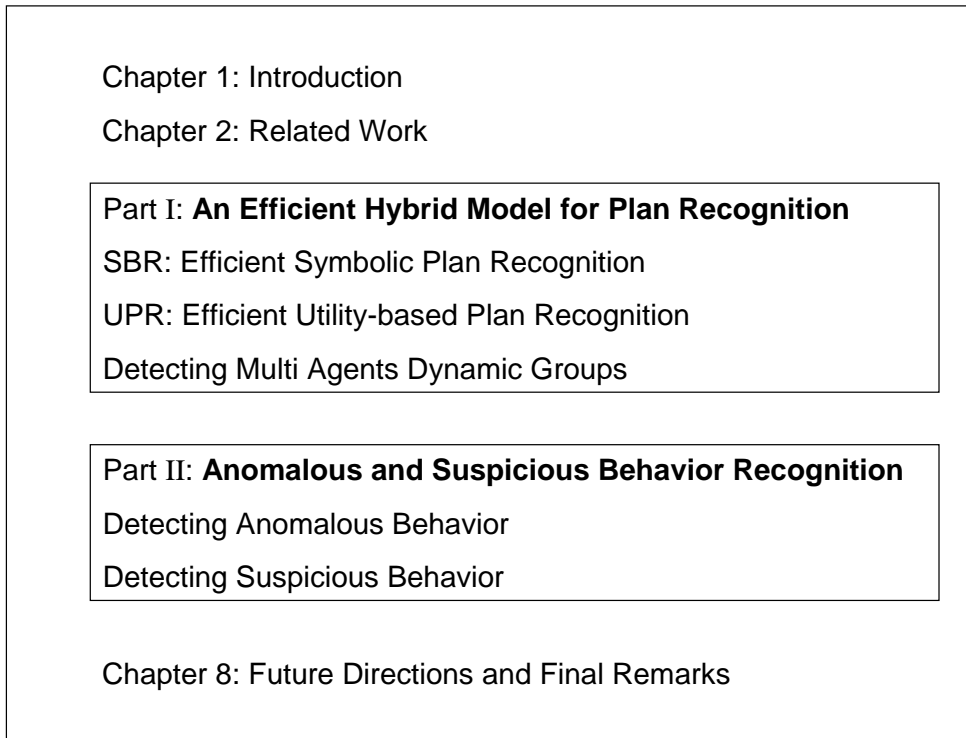 Chapter 1: Introduction
Chapter 2: Related Work
Part I: An Efficient Hybrid Model for Plan Recognition
SBR: Efficient Symbolic Plan Recognition
UPR: Efficient Utility-based Plan Recognition
Detecting Multi Agents Dynamic Groups
Part II: Anomalous and Suspicious Behavior Recognition
Detecting Anomalous Behavior
Detecting Suspicious Behavior
Chapter 8: Future Directions and Final Remarks